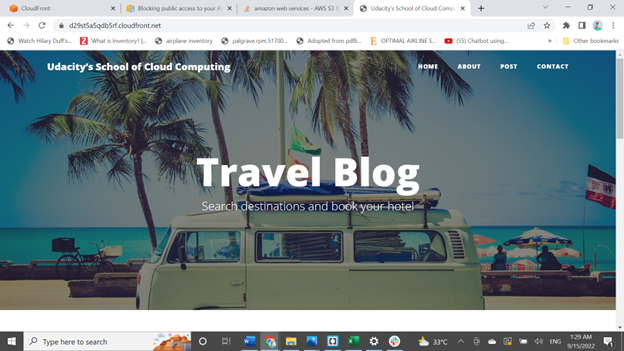 CloudFront
Blocking public access to your A
amazon web services - AWS S3 B
Udacity's School of Cloud Comp
d29st5a5qdb5rf.cloudfront.net
Watch Hilary Duff's...
What is Inventory? |...
airplane inventory
palgrave.rpm.51700...
Adopted from pdfli...
OPTIMAL AIRLINE S...
(55) Chatbot using...
»
Other bookmarks
Udacity's School of Cloud Computing
HOME
ABOUT
POST
CONTACT
Travel Blog
Search destinations and book your hotel
Type here to search
33°C
ENG
1:29 AM
9/15/2022